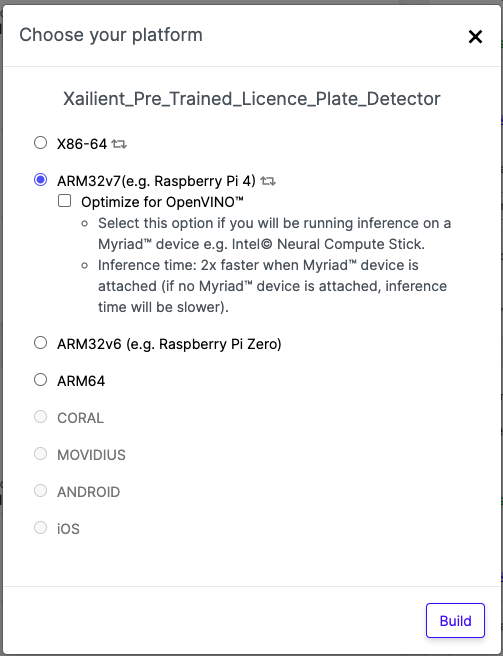 Choose your platform
Xailient_Pre_Trained_Licence_Plate_Detector
X86-64
ARM32v7(e.g. Raspberry Pi 4)
Optimize for OpenVINO™
Select this option if you will be running inference on a
Myriad™ device e.g. Intel© Neural Compute Stick.
Inference time: 2x faster when Myriad™ device is
attached (if no Myriad™ device is attached, inference
time will be slower).
ARM32v6 (e.g. Raspberry Pi Zero)
ARM64
CORAL
MOVIDIUS
ANDROID
iOS
Build